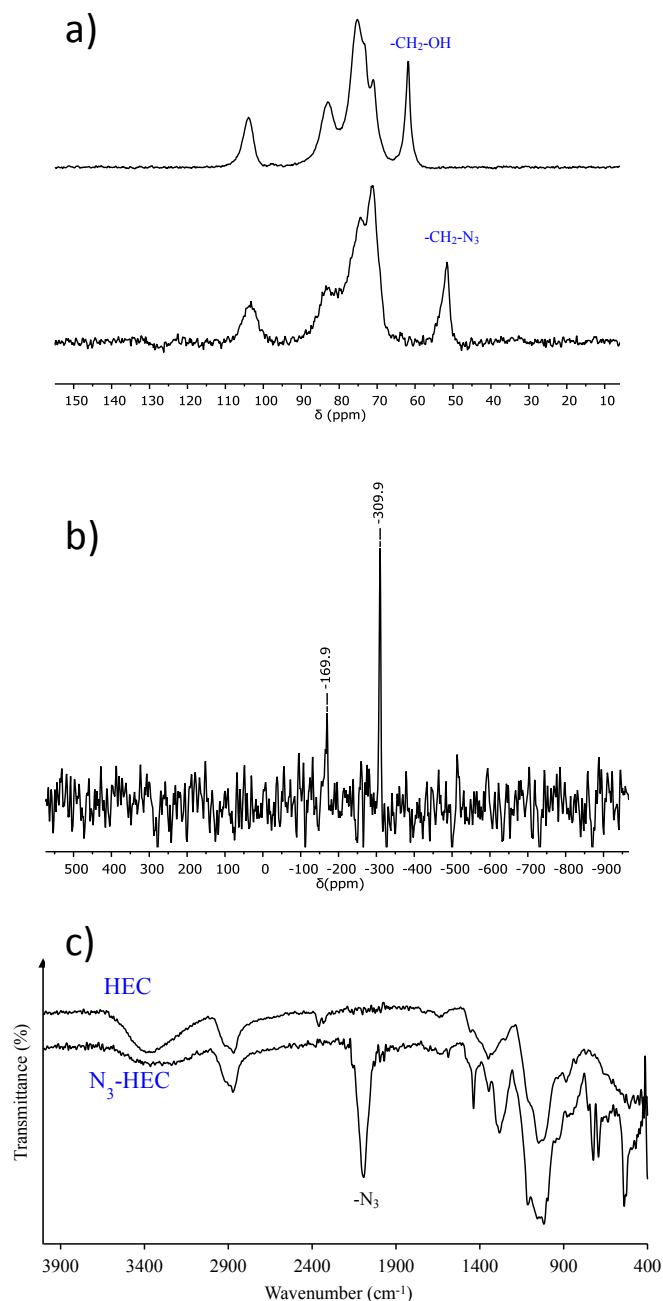 a)
-CH₂-OH
-CH₂-N₃
150 140 130 120 110 100 90 80 70 60 50 40 30 20 10
δ (ppm)
b)
-169.9
-309.9
500 400 300 200 100 0 -100 -200 -300 -400 -500 -600 -700 -800 -900
δ(ppm)
c)
HEC
N₃-HEC
-N₃
Transmittance (%)
3900 3400 2900 2400 1900 1400 900 400
Wavenumber (cm⁻¹)